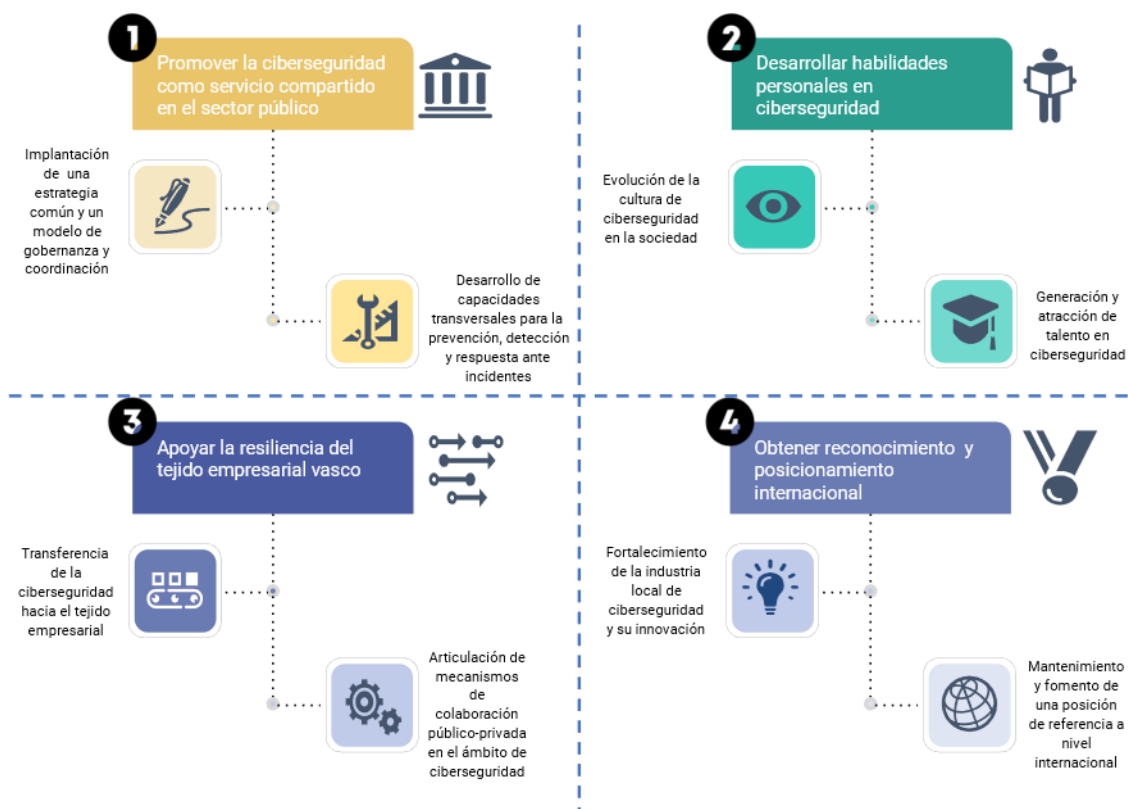 1
Promover la ciberseguridad
como servicio compartido
en el sector público
Implantación
de una
estrategia
común y un
modelo de
gobernanza y
coordinación
Desarrollo de
capacidades
transversales para la
prevención, detección
y respuesta ante
incidentes
2
Desarrollar habilidades
personales en
ciberseguridad
Evolución de la
cultura de
ciberseguridad
en la sociedad
Generación y
atracción de
talento en
ciberseguridad
3
Apoyar la resiliencia del
tejido empresarial vasco
Transferencia
de la
ciberseguridad
hacia el tejido
empresarial
Articulación de
mecanismos
de
colaboración
público-privada
en el ámbito de
ciberseguridad
4
Obtener reconocimiento y
posicionamiento
internacional
Fortalecimiento
de la industria
local de
ciberseguridad
y su innovación
Mantenimiento
y fomento de
una posición
de referencia a
nivel
internacional